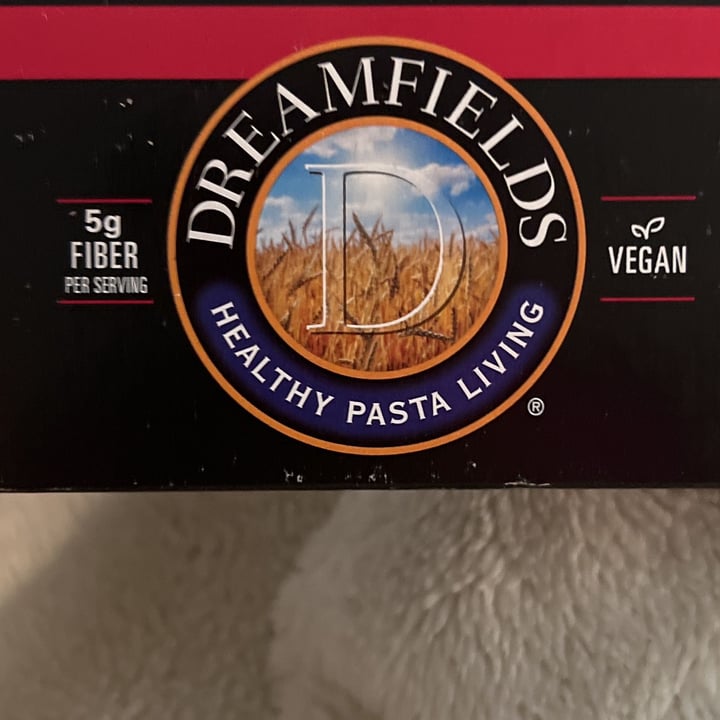 DREAMFIELDS
D
HEALTHY PASTA LIVING
®
5g
FIBER
PER SERVING
VEGAN